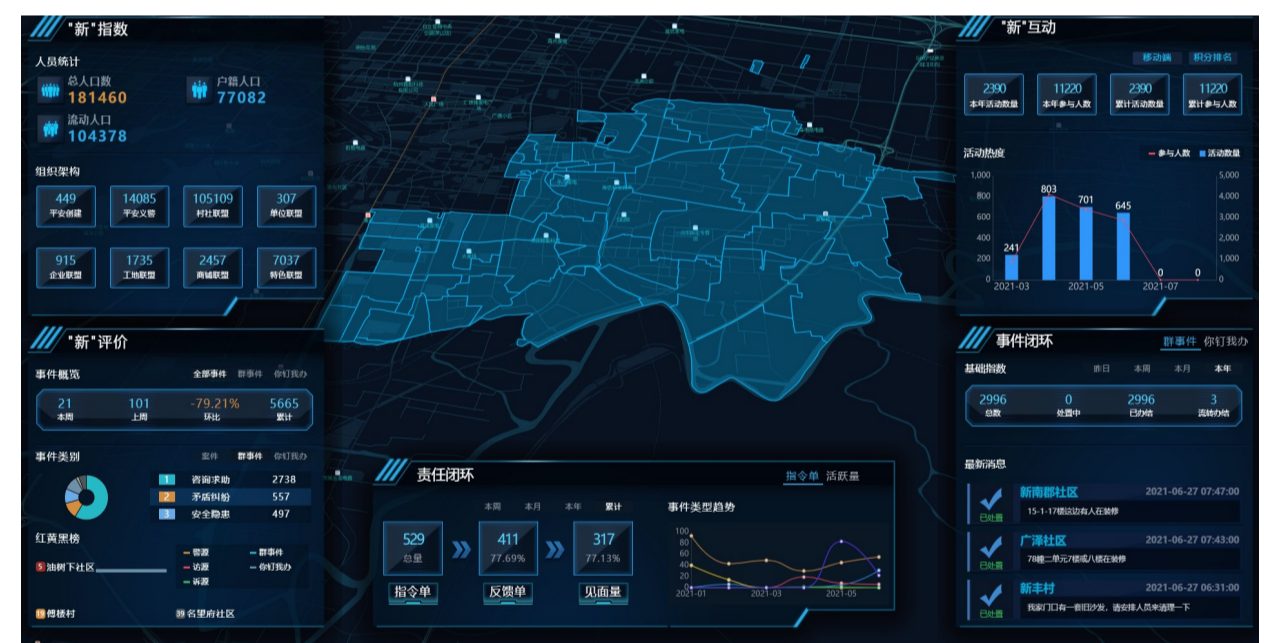 "新"指数
人员统计
总人口数
181460
户籍人口
77082
流动人口
104378
组织架构
449 14085 105109 307
平安创建 平安义警 村社联盟 单位联盟
915 1735 2457 7037
企业联盟 工地联盟 商铺联盟 特色联盟
"新"评价
事件概览 全部事件 群事件 你钉我办
21 101 -79.21% 5665
本周 上周 环比 累计
事件类别 案件 群事件 你钉我办
1 咨询求助 2738
2 矛盾纠纷 557
3 安全隐患 497
红黄黑榜
警源 群事件
访源 你钉我办
诉源
5 油树下社区
19 傅楼村
39 名望府社区
责任闭环
指令单 活跃量
本周 本月 本年 累计
529 411 317
总量 77.69% 77.13%
指令单 反馈单 见面量
事件类型趋势
100
80
60
40
20
0
2021-01 2021-03 2021-05
"新"互动
移动端 积分排名
2390 11220 2390 11220
本年活动数量 本年参与人数 累计活动数量 累计参与人数
活动热度
参与人数 活动数量
1,000 5,000
800 4,000
600 3,000
400 2,000
200 1,000
0 0
241 803 701 645 0 0
2021-03 2021-05 2021-07
事件闭环
群事件 你钉我办
基础指数 昨日 本周 本月 本年
2996 0 2996 3
总数 处置中 已办结 流转办结
最新消息
新南郡社区 2021-06-27 07:47:00
15-1-17楼这边有人在装修
已处置
广泽社区 2021-06-27 07:43:00
78幢二单元7楼或八楼在装修
已处置
新丰村 2021-06-27 06:31:00
我家门口有一套旧沙发,请安排人员来清理一下
已处置